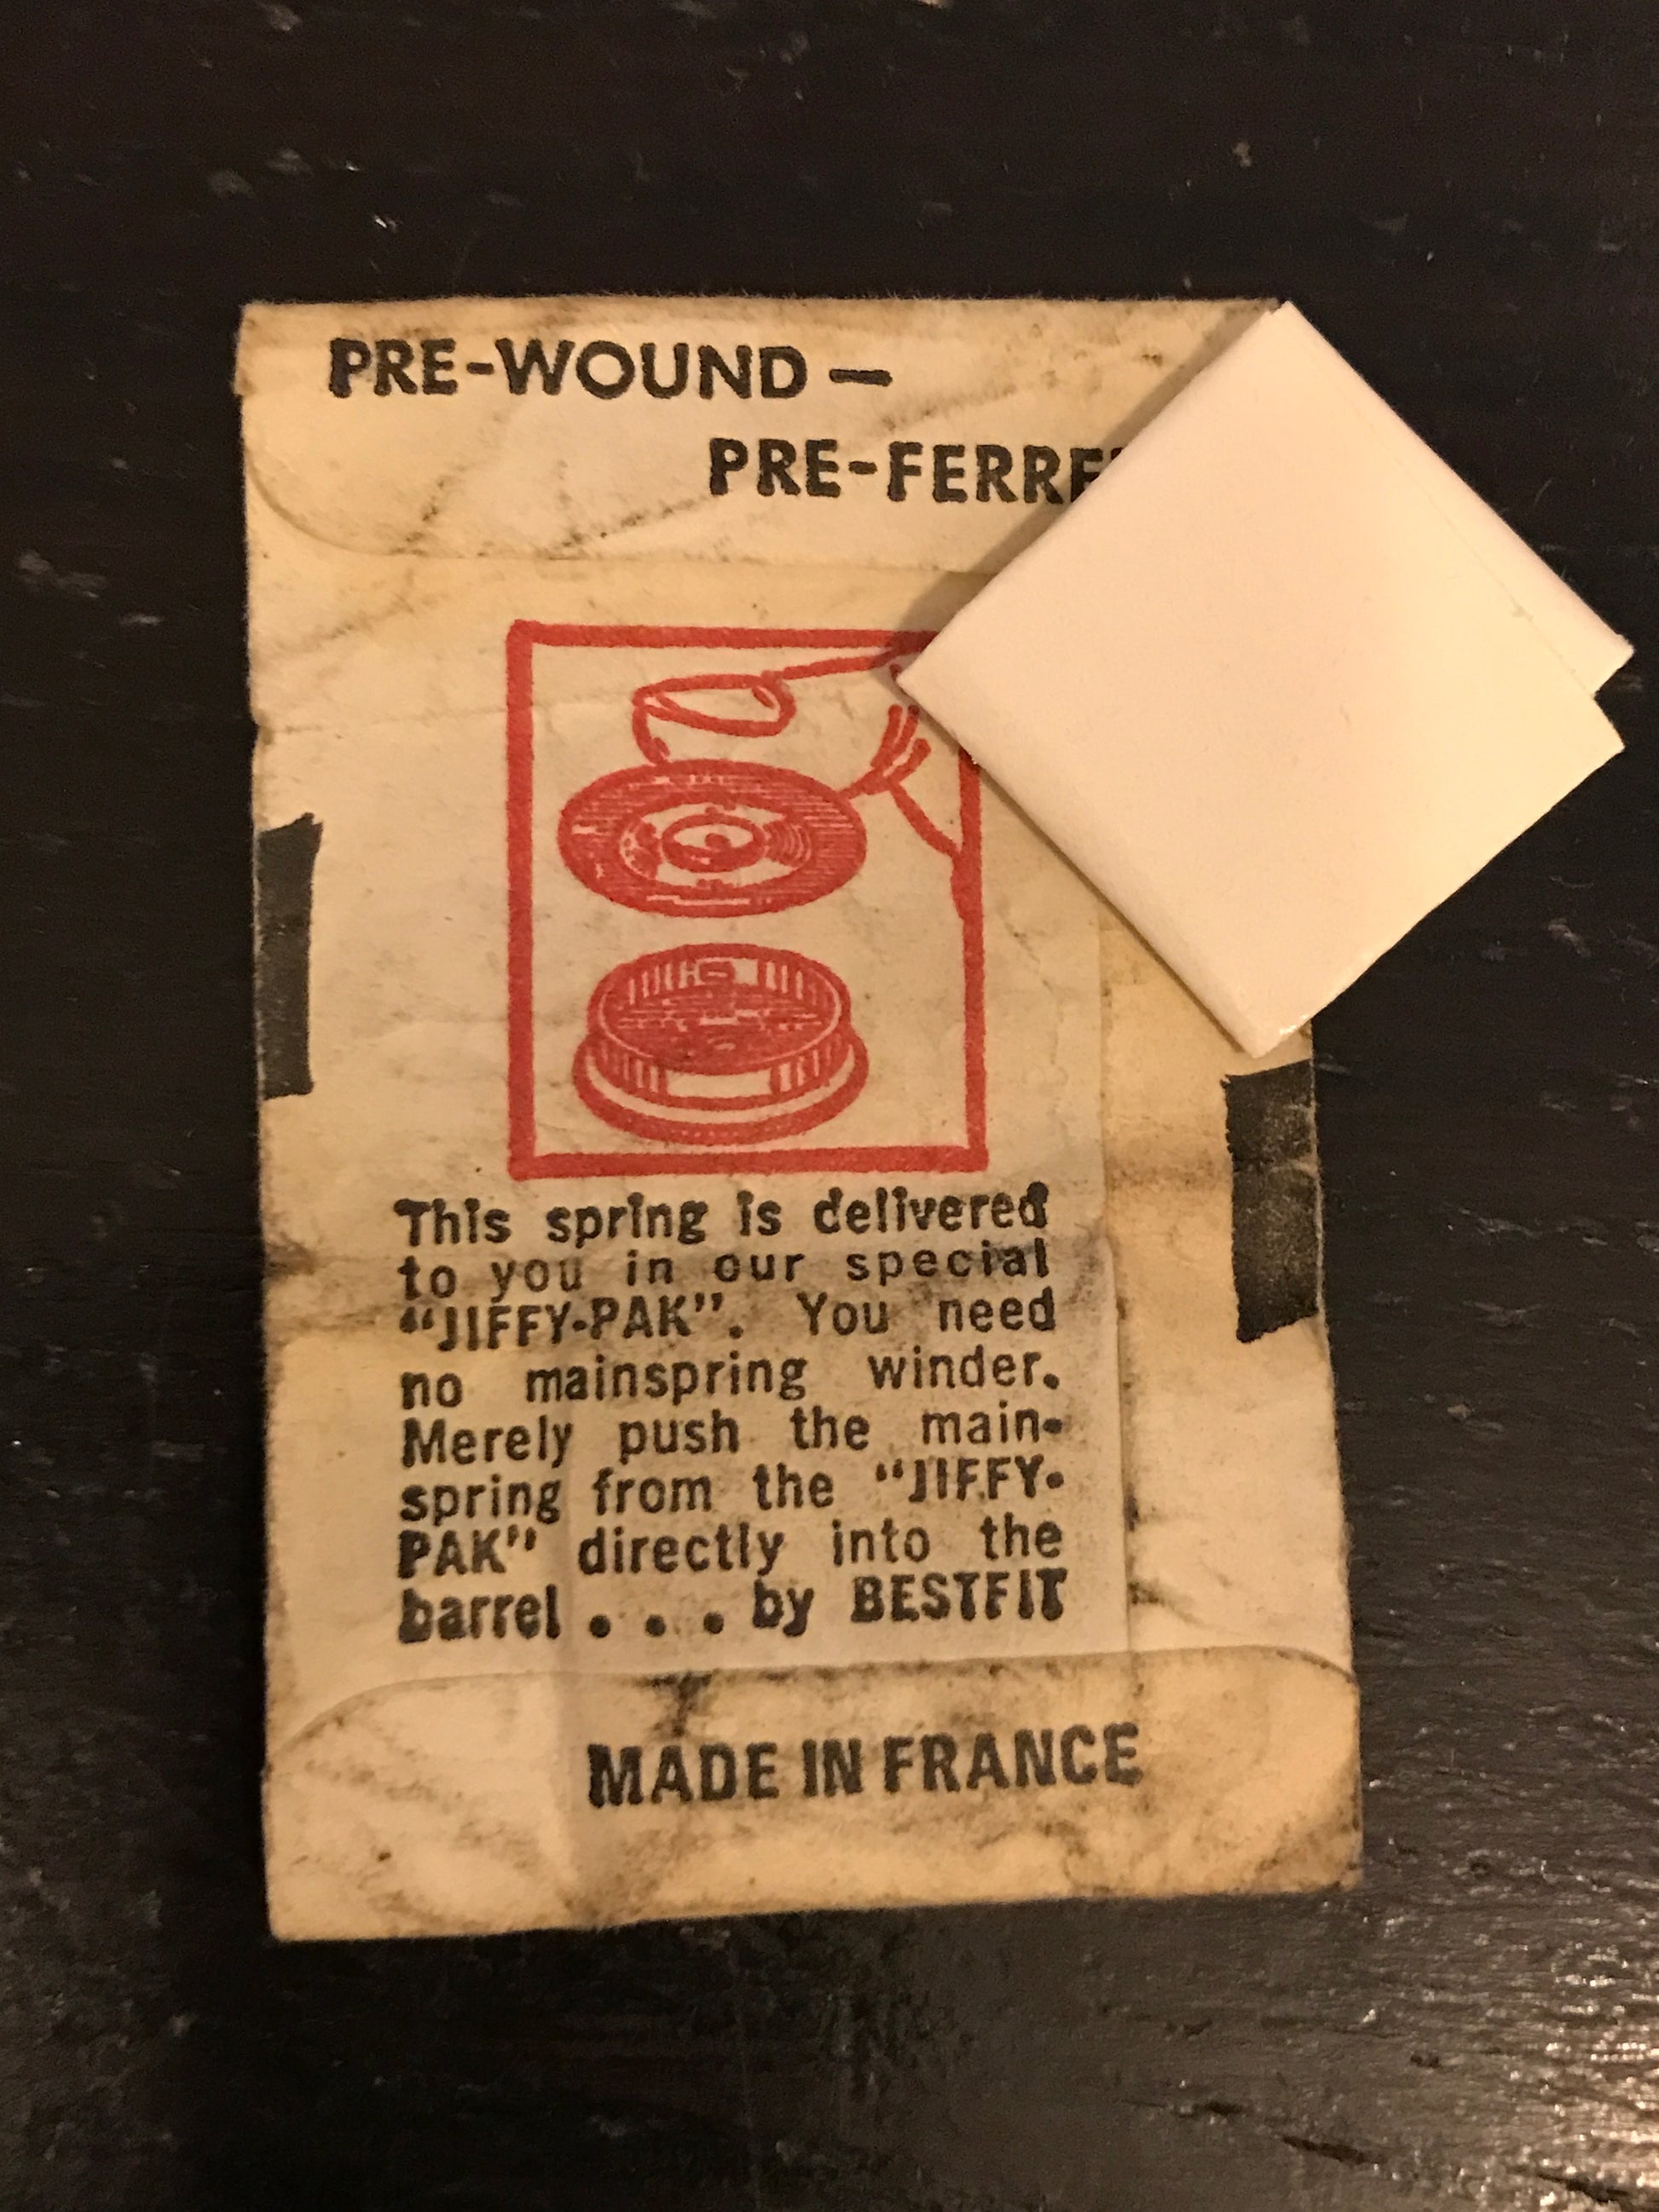 PRE-WOUND —
This spring is delivered
to you in our special
"JIFFY-PAK". You need
no mainspring winder.
Merely push the main-
spring from the "JIFFY-
PAK" directly into the
barrel . . . by BESTFIT
MADE IN FRANCE